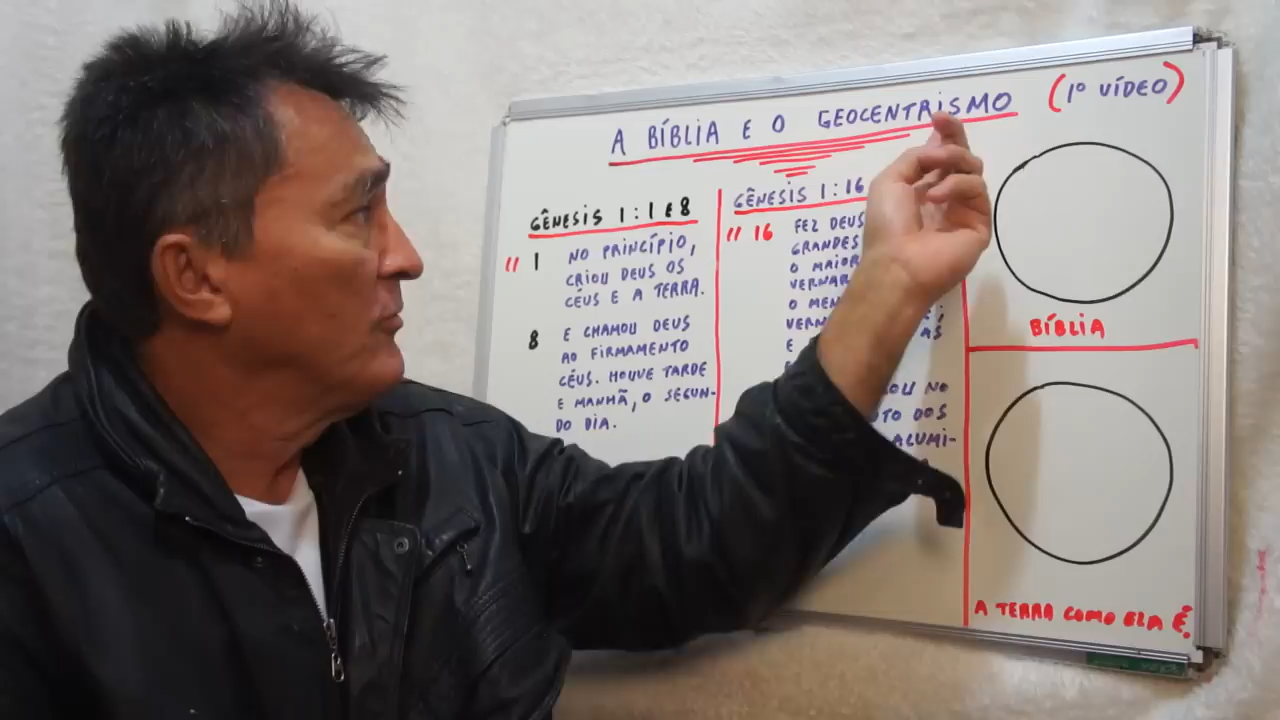 A BÍBLIA E O GEOCENTRISMO (1º VÍDEO)
GÊNESIS 1:1 E 8
" 1 NO PRINCÍPIO,
CRIOU DEUS OS
CÉUS E A TERRA.
8 E CHAMOU DEUS
AO FIRMAMENTO
CÉUS. HOUVE TARDE
E MANHÃ, O SEGUN-
DO DIA.
GÊNESIS 1:16
" 16 FEZ DEUS
GRANDES
O MAIOR
VERNAR
O MEN
VERN
AS
E
OU NO
TO DOS
ALUMI-
BÍBLIA
A TERRA COMO ELA É.